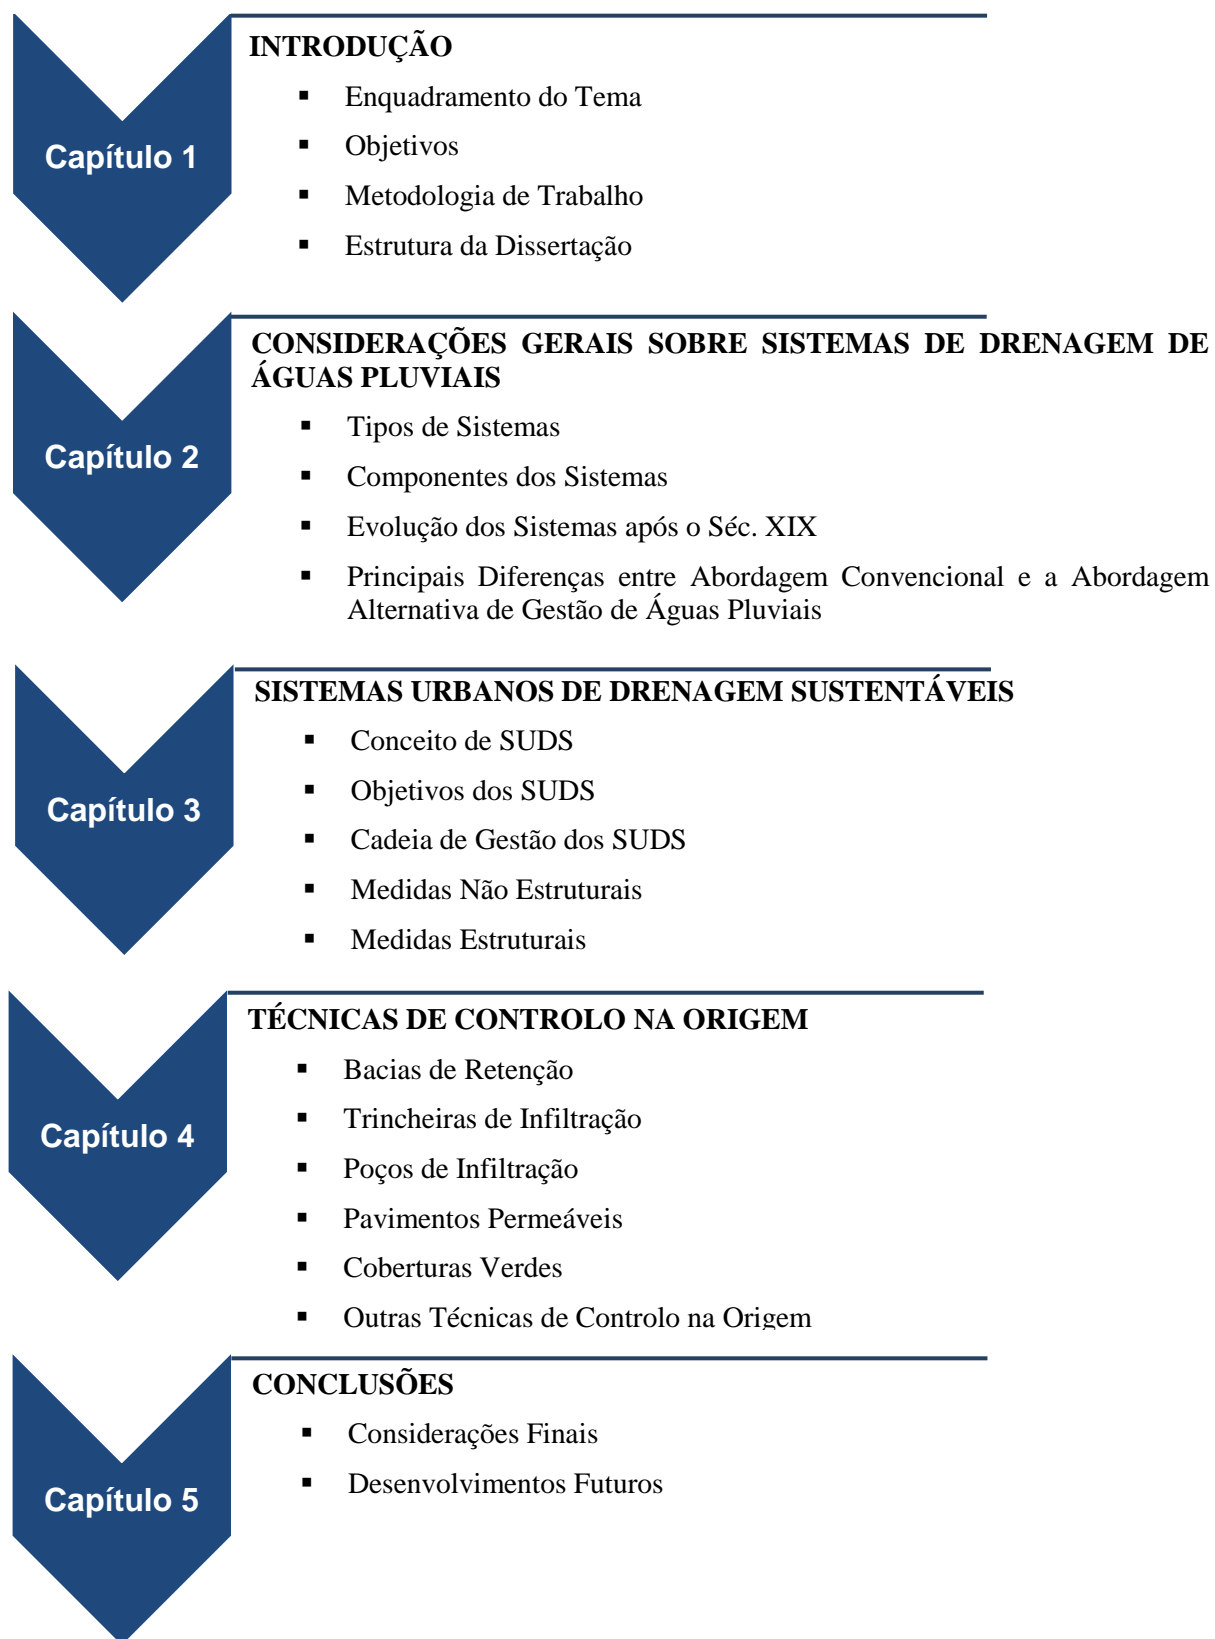 Capítulo 1
INTRODUÇÃO
▪ Enquadramento do Tema
▪ Objetivos
▪ Metodologia de Trabalho
▪ Estrutura da Dissertação
Capítulo 2
CONSIDERAÇÕES GERAIS SOBRE SISTEMAS DE DRENAGEM DE
ÁGUAS PLUVIAIS
▪ Tipos de Sistemas
▪ Componentes dos Sistemas
▪ Evolução dos Sistemas após o Séc. XIX
▪ Principais Diferenças entre Abordagem Convencional e a Abordagem
Alternativa de Gestão de Águas Pluviais
Capítulo 3
SISTEMAS URBANOS DE DRENAGEM SUSTENTÁVEIS
▪ Conceito de SUDS
▪ Objetivos dos SUDS
▪ Cadeia de Gestão dos SUDS
▪ Medidas Não Estruturais
▪ Medidas Estruturais
Capítulo 4
TÉCNICAS DE CONTROLO NA ORIGEM
▪ Bacias de Retenção
▪ Trincheiras de Infiltração
▪ Poços de Infiltração
▪ Pavimentos Permeáveis
▪ Coberturas Verdes
▪ Outras Técnicas de Controlo na Origem
Capítulo 5
CONCLUSÕES
▪ Considerações Finais
▪ Desenvolvimentos Futuros